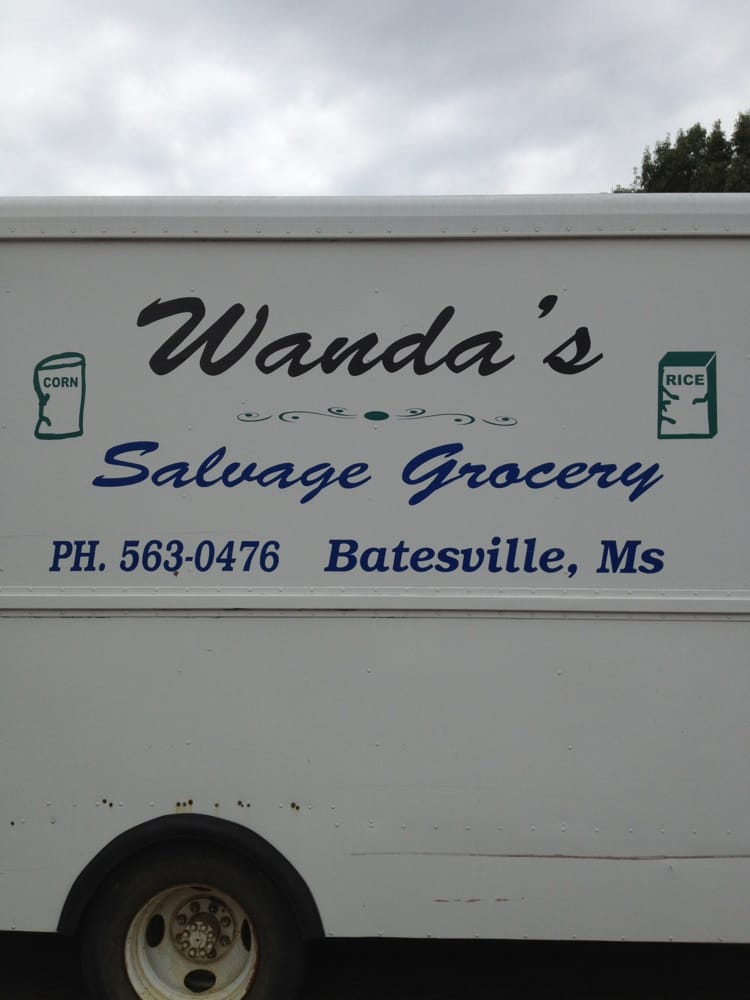 Wanda's
CORN
RICE
Salvage Grocery
PH. 563-0476 Batesville, Ms